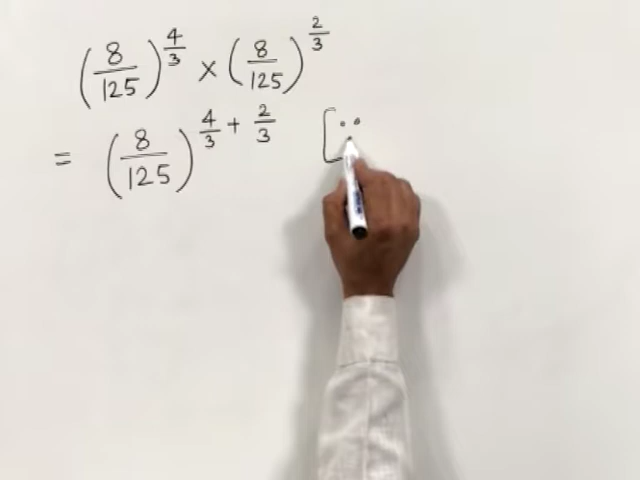 (8/125)^(4/3) × (8/125)^(2/3)
= (8/125)^(4/3 + 2/3) [∵